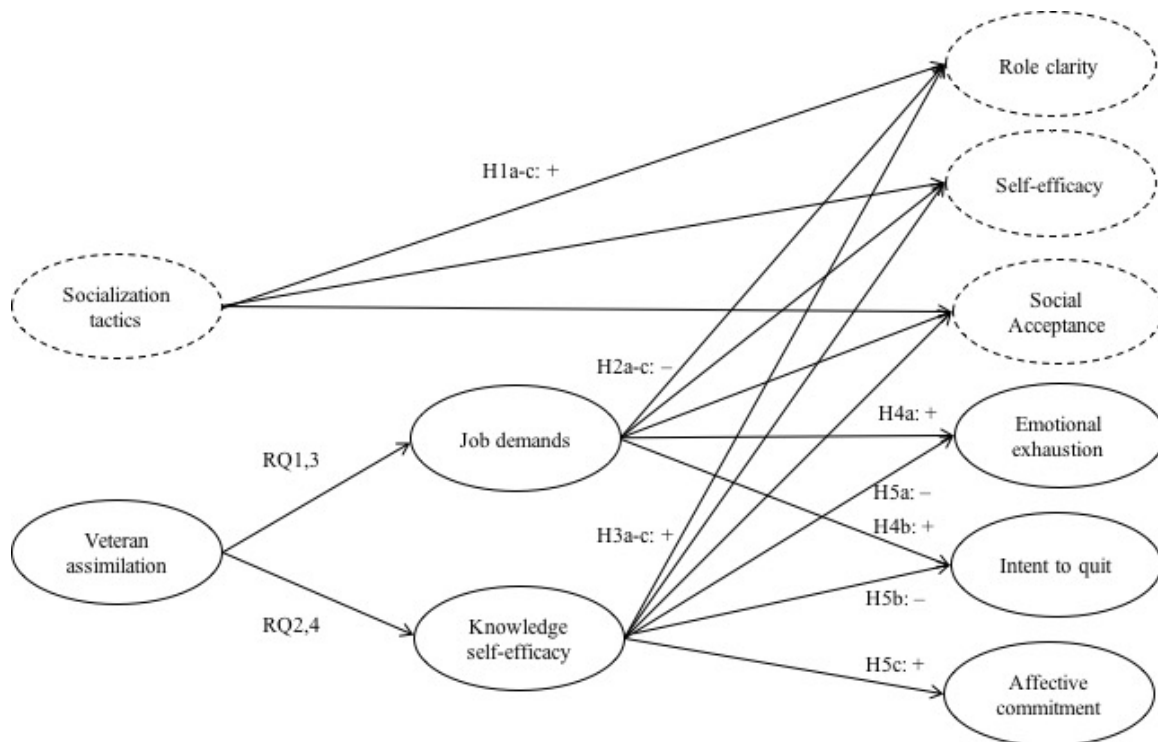 Role clarity
H1a-c: +
Self-efficacy
Socialization
tactics
Social
Acceptance
H2a-c: –
Job demands
H4a: +
Emotional
exhaustion
RQ1,3
H5a: –
H4b: +
H3a-c: +
Veteran
assimilation
Intent to quit
H5b: –
RQ2,4
Knowledge
self-efficacy
H5c: +
Affective
commitment